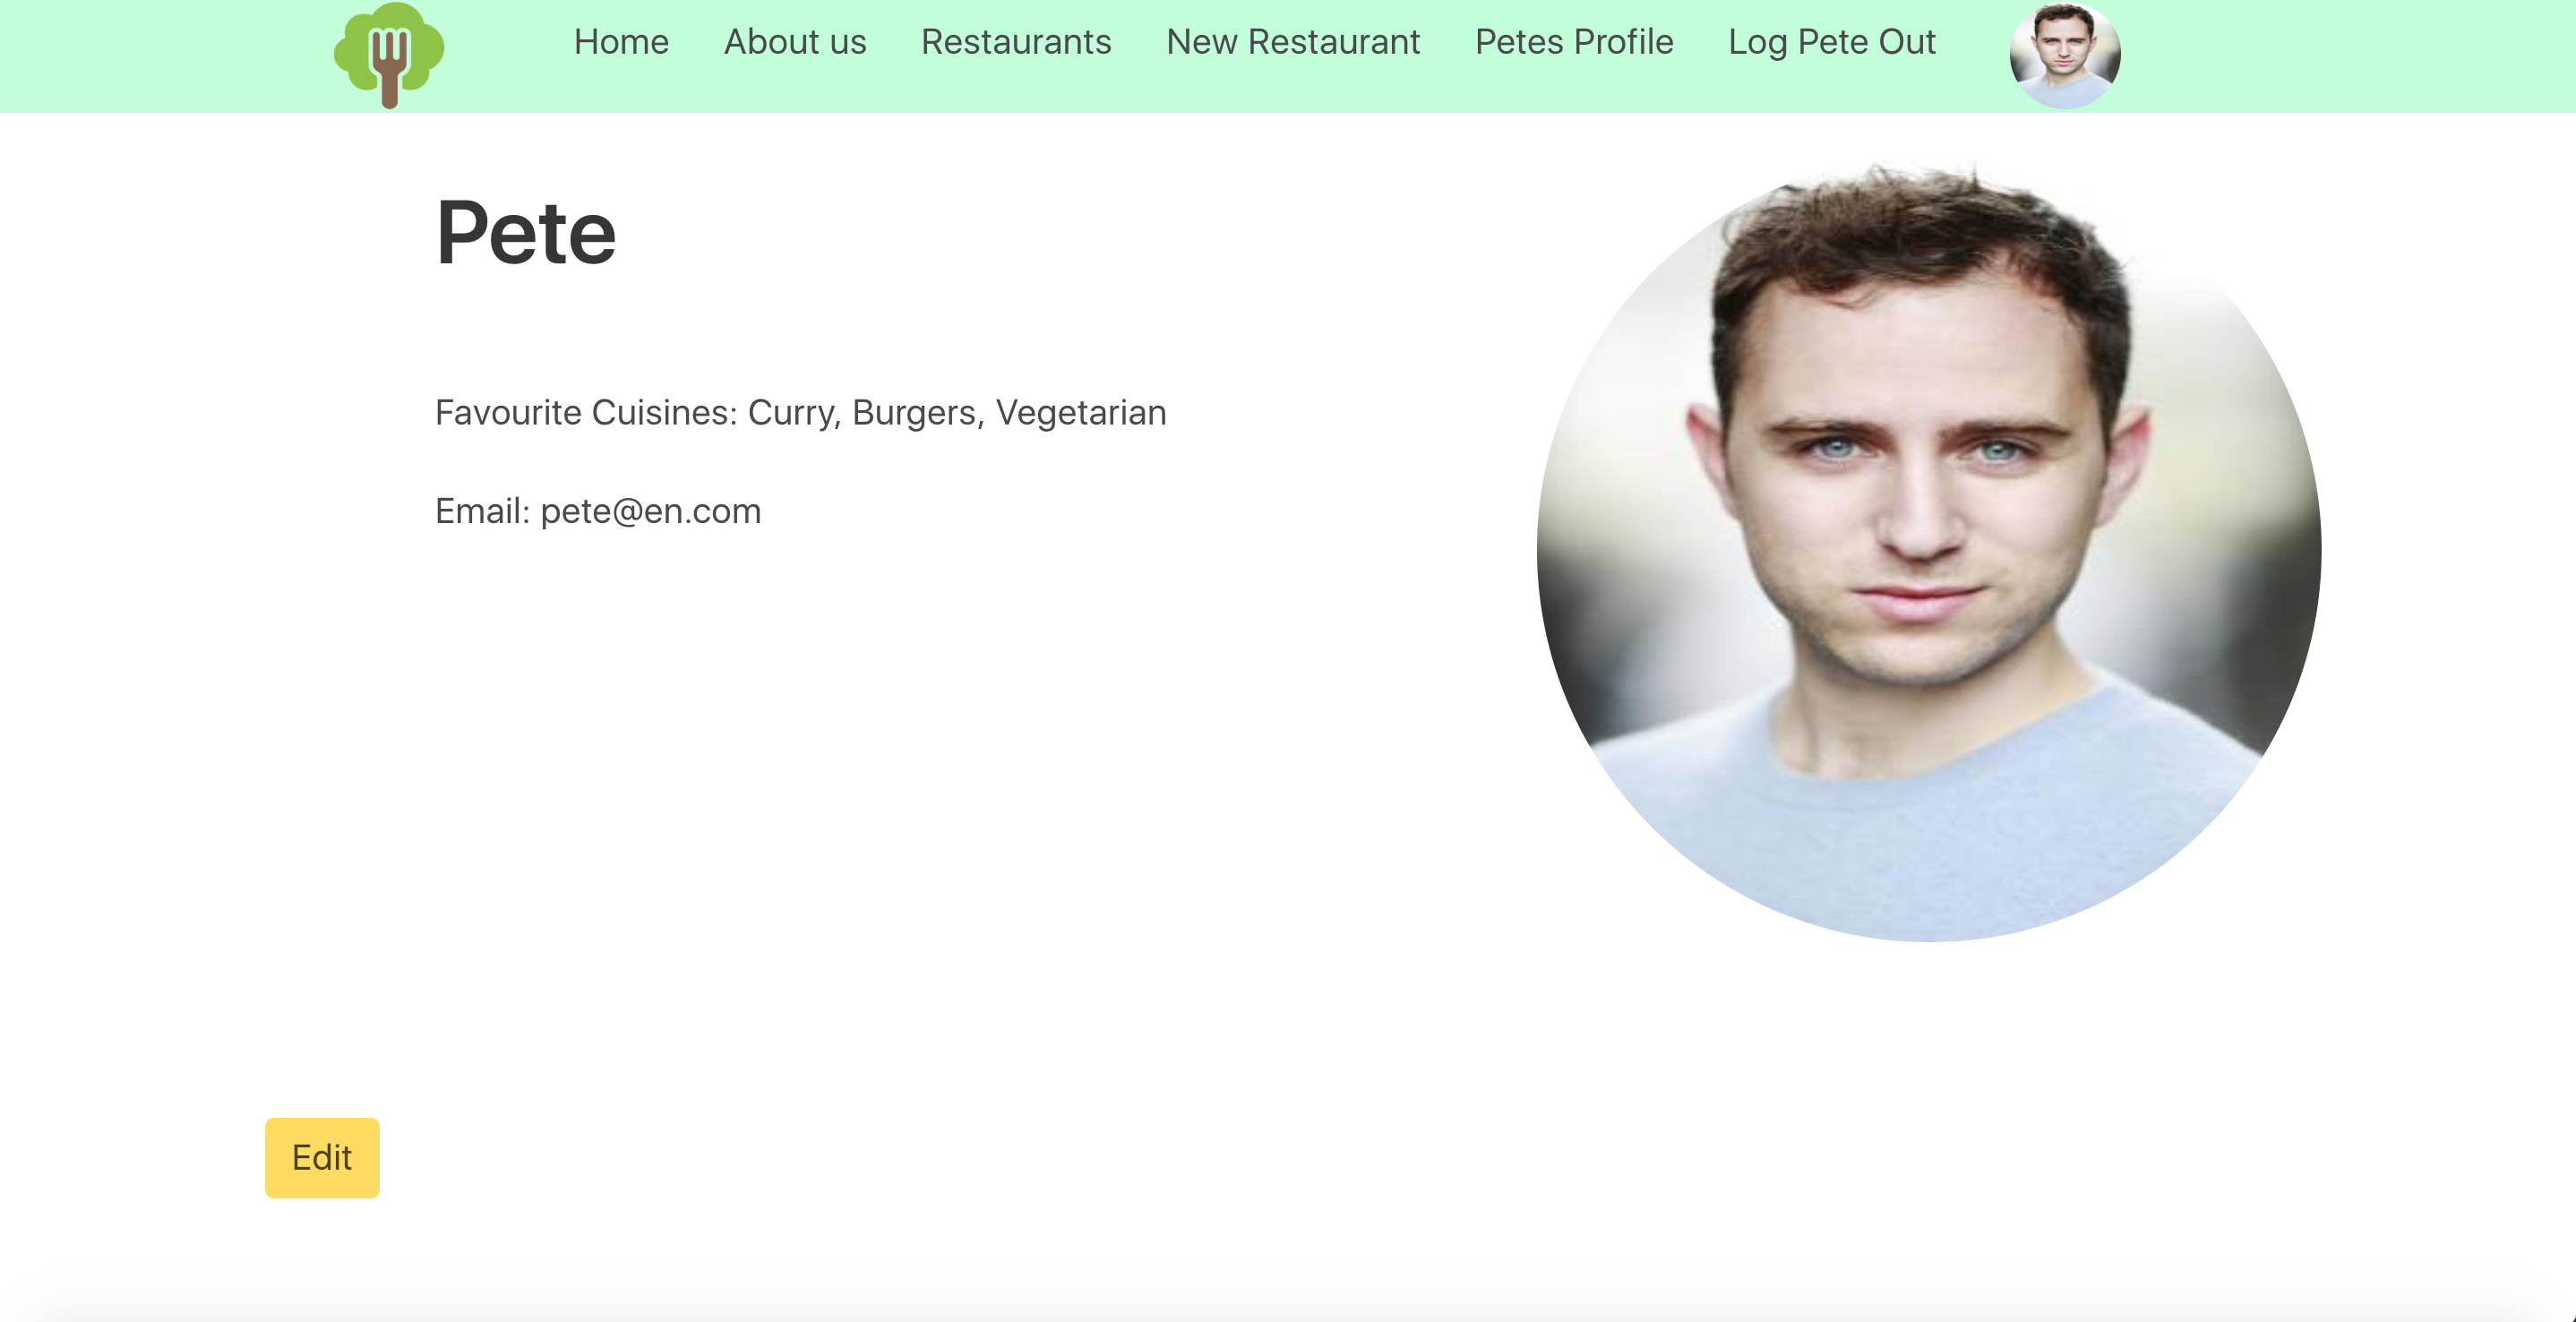 Home About us Restaurants New Restaurant Petes Profile Log Pete Out
Pete
Favourite Cuisines: Curry, Burgers, Vegetarian
Email: pete@en.com
Edit